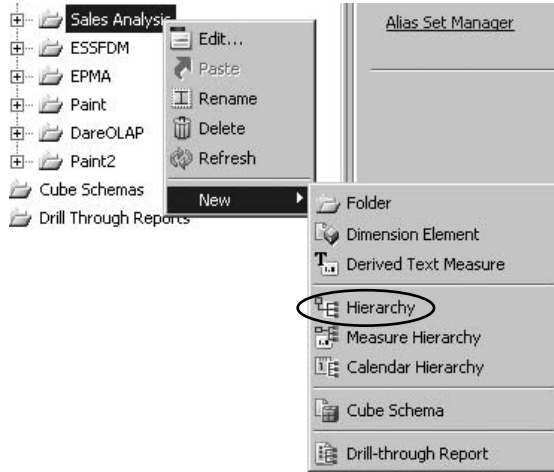 Sales Analysis
ESSFDM
EPMA
Paint
DareOLAP
Paint2
Cube Schemas
Drill Through Reports
Edit...
Paste
Rename
Delete
Refresh
New
Folder
Dimension Element
Derived Text Measure
Hierarchy
Measure Hierarchy
Calendar Hierarchy
Cube Schema
Drill-through Report
Alias Set Manager